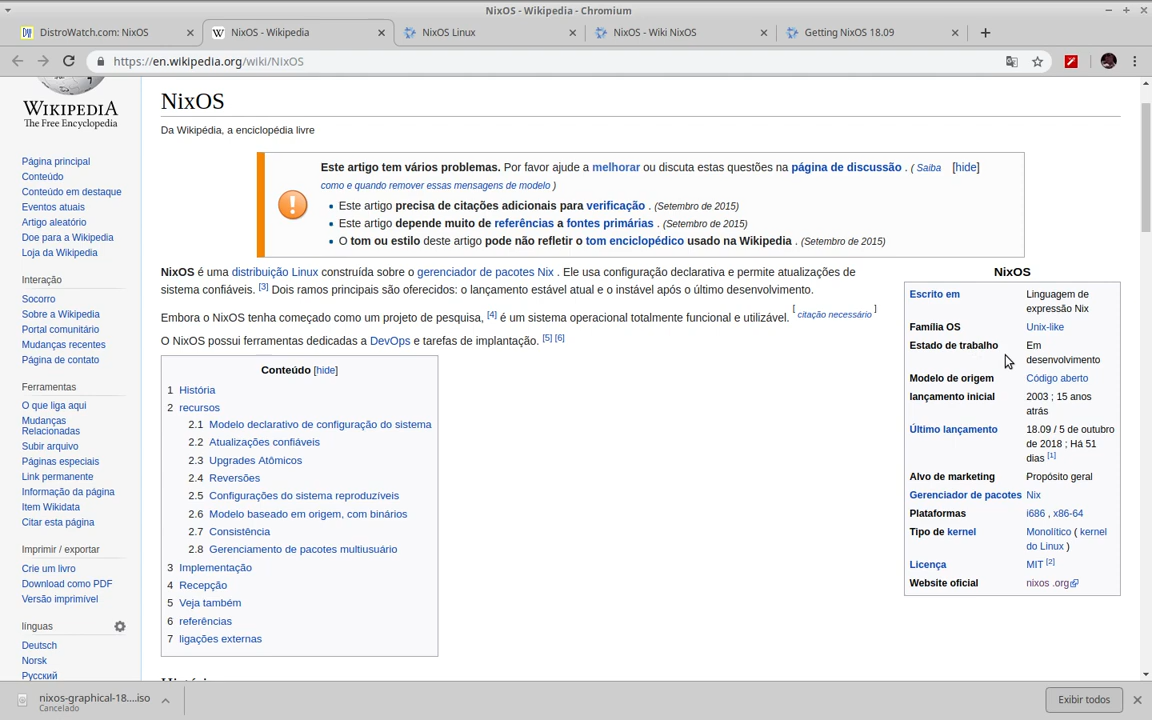 NixOS - Wikipedia - Chromium
DistroWatch.com: NixOS
NixOS - Wikipedia
NixOS Linux
NixOS - Wiki NixOS
Getting NixOS 18.09
https://en.wikipedia.org/wiki/NixOS
WIKIPEDIA
The Free Encyclopedia
Página principal
Conteúdo
Conteúdo em destaque
Eventos atuais
Artigo aleatório
Doe para a Wikipedia
Loja da Wikipedia
Interação
Socorro
Sobre a Wikipedia
Portal comunitário
Mudanças recentes
Página de contato
Ferramentas
O que liga aqui
Mudanças
Relacionadas
Subir arquivo
Páginas especiais
Link permanente
Informação da página
Item Wikidata
Citar esta página
Imprimir / exportar
Crie um livro
Download como PDF
Versão imprimível
línguas
Deutsch
Norsk
Русский
NixOS
Da Wikipédia, a enciclopédia livre
Este artigo tem vários problemas. Por favor ajude a melhorar ou discuta estas questões na página de discussão . ( Saiba [hide]
como e quando remover essas mensagens de modelo )
• Este artigo precisa de citações adicionais para verificação . (Setembro de 2015)
• Este artigo depende muito de referências a fontes primárias . (Setembro de 2015)
• O tom ou estilo deste artigo pode não refletir o tom enciclopédico usado na Wikipedia . (Setembro de 2015)
NixOS é uma distribuição Linux construída sobre o gerenciador de pacotes Nix . Ele usa configuração declarativa e permite atualizações de
sistema confiáveis. [3] Dois ramos principais são oferecidos: o lançamento estável atual e o instável após o último desenvolvimento.
Embora o NixOS tenha começado como um projeto de pesquisa, [4] é um sistema operacional totalmente funcional e utilizável. [ citação necessário ]
O NixOS possui ferramentas dedicadas a DevOps e tarefas de implantação. [5] [6]
Conteúdo [hide]
1 História
2 recursos
2.1 Modelo declarativo de configuração do sistema
2.2 Atualizações confiáveis
2.3 Upgrades Atômicos
2.4 Reversões
2.5 Configurações do sistema reproduzíveis
2.6 Modelo baseado em origem, com binários
2.7 Consistência
2.8 Gerenciamento de pacotes multiusuário
3 Implementação
4 Recepção
5 Veja também
6 referências
7 ligações externas
NixOS
Escrito em Linguagem de
expressão Nix
Família OS Unix-like
Estado de trabalho Em
desenvolvimento
Modelo de origem Código aberto
lançamento inicial 2003 ; 15 anos
atrás
Último lançamento 18.09 / 5 de outubro
de 2018 ; Há 51
dias [1]
Alvo de marketing Propósito geral
Gerenciador de pacotes Nix
Plataformas i686 , x86-64
Tipo de kernel Monolítico ( kernel
do Linux )
Licença MIT [2]
Website oficial nixos .org
nixos-graphical-18....iso
Cancelado
Exibir todos